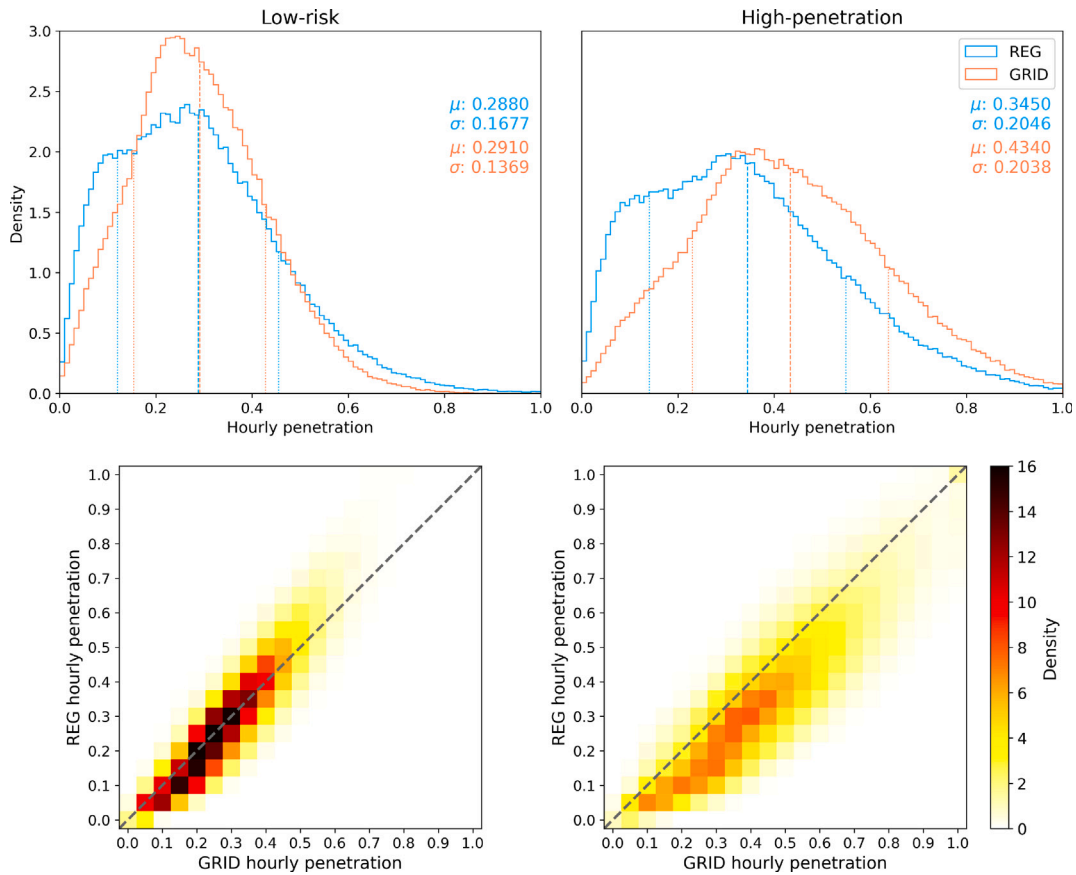 Low-risk
High-penetration
3.0
2.5
2.0
1.5
1.0
0.5
0.0
Density
μ: 0.2880
σ: 0.1677
μ: 0.2910
σ: 0.1369
0.0 0.2 0.4 0.6 0.8 1.0
Hourly penetration
REG
GRID
μ: 0.3450
σ: 0.2046
μ: 0.4340
σ: 0.2038
0.0 0.2 0.4 0.6 0.8 1.0
Hourly penetration
1.0
0.9
0.8
0.7
0.6
0.5
0.4
0.3
0.2
0.1
0.0
REG hourly penetration
0.0 0.1 0.2 0.3 0.4 0.5 0.6 0.7 0.8 0.9 1.0
GRID hourly penetration
1.0
0.9
0.8
0.7
0.6
0.5
0.4
0.3
0.2
0.1
0.0
REG hourly penetration
0.0 0.1 0.2 0.3 0.4 0.5 0.6 0.7 0.8 0.9 1.0
GRID hourly penetration
16
14
12
10
8
6
4
2
0
Density